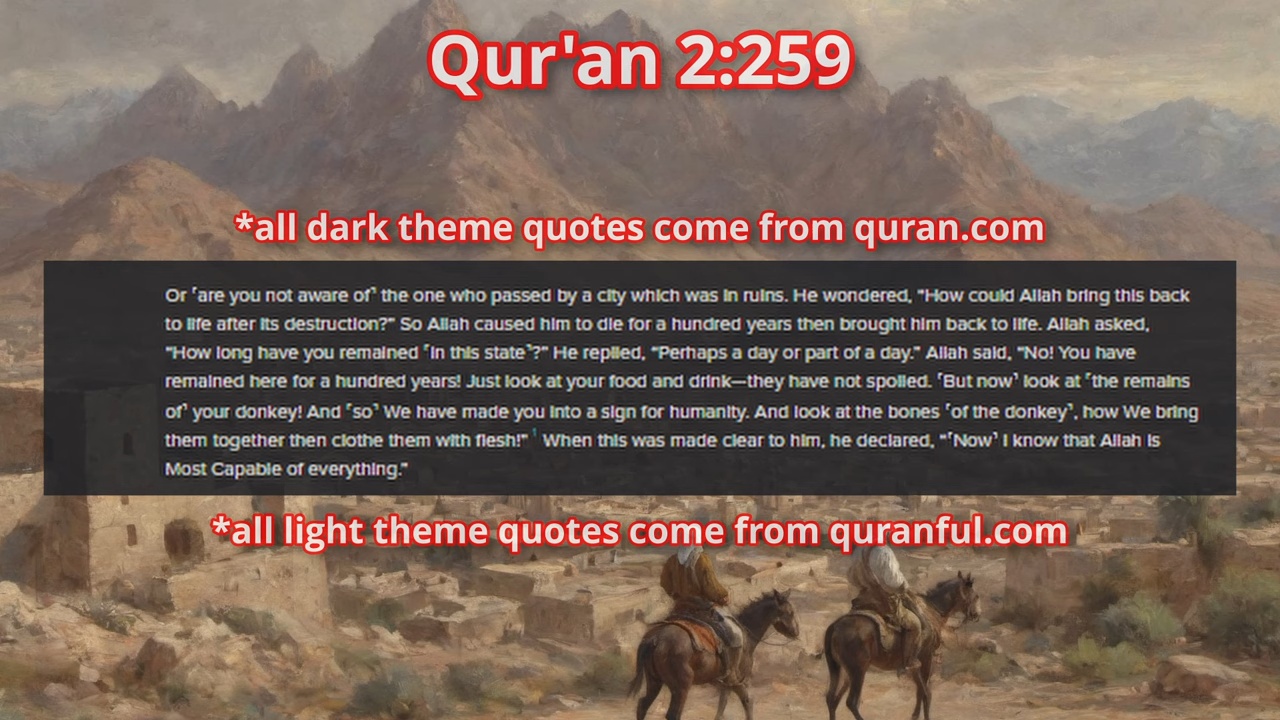 Qur'an 2:259
*all dark theme quotes come from quran.com
Or ˹are you not aware of˺ the one who passed by a city which was in ruins. He wondered, “How could Allah bring this back
to life after its destruction?” So Allah caused him to die for a hundred years then brought him back to life. Allah asked,
“How long have you remained ˹in this state˺?” He replied, “Perhaps a day or part of a day.” Allah said, “No! You have
remained here for a hundred years! Just look at your food and drink—they have not spoiled. ˹But now˺ look at ˹the remains
of˺ your donkey! And ˹so˺ We have made you into a sign for humanity. And look at the bones ˹of the donkey˺, how We bring
them together then clothe them with flesh!” ¹ When this was made clear to him, he declared, “˹Now˺ I know that Allah is
Most Capable of everything.”
*all light theme quotes come from quranful.com